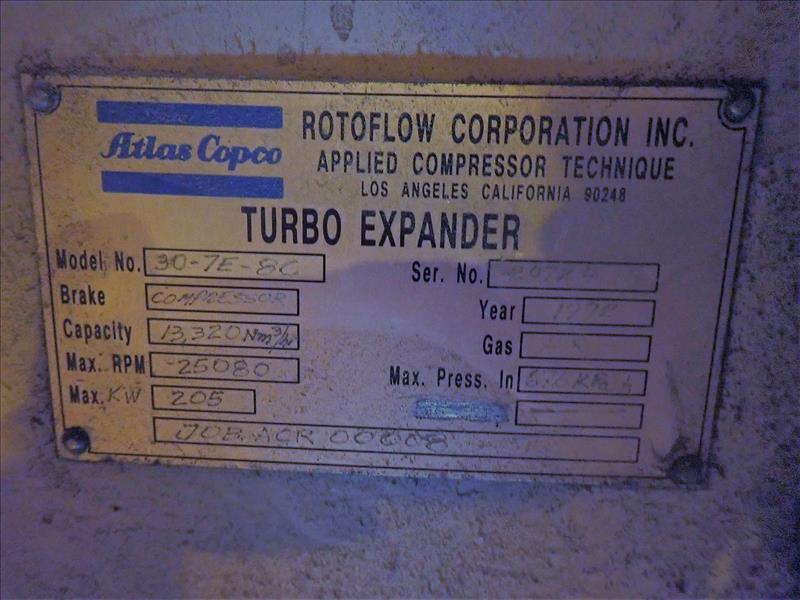 Atlas Copco
ROTOFLOW CORPORATION INC.
APPLIED COMPRESSOR TECHNIQUE
LOS ANGELES CALIFORNIA 90248
TURBO EXPANDER
Model No. 30-7E-8C
Ser. No.
Brake COMPRESSOR
Year
Capacity 13,320 Nm³/h
Gas
Max. RPM 25080
Max. Press. In
Max. KW 205
JOB ACR 00008